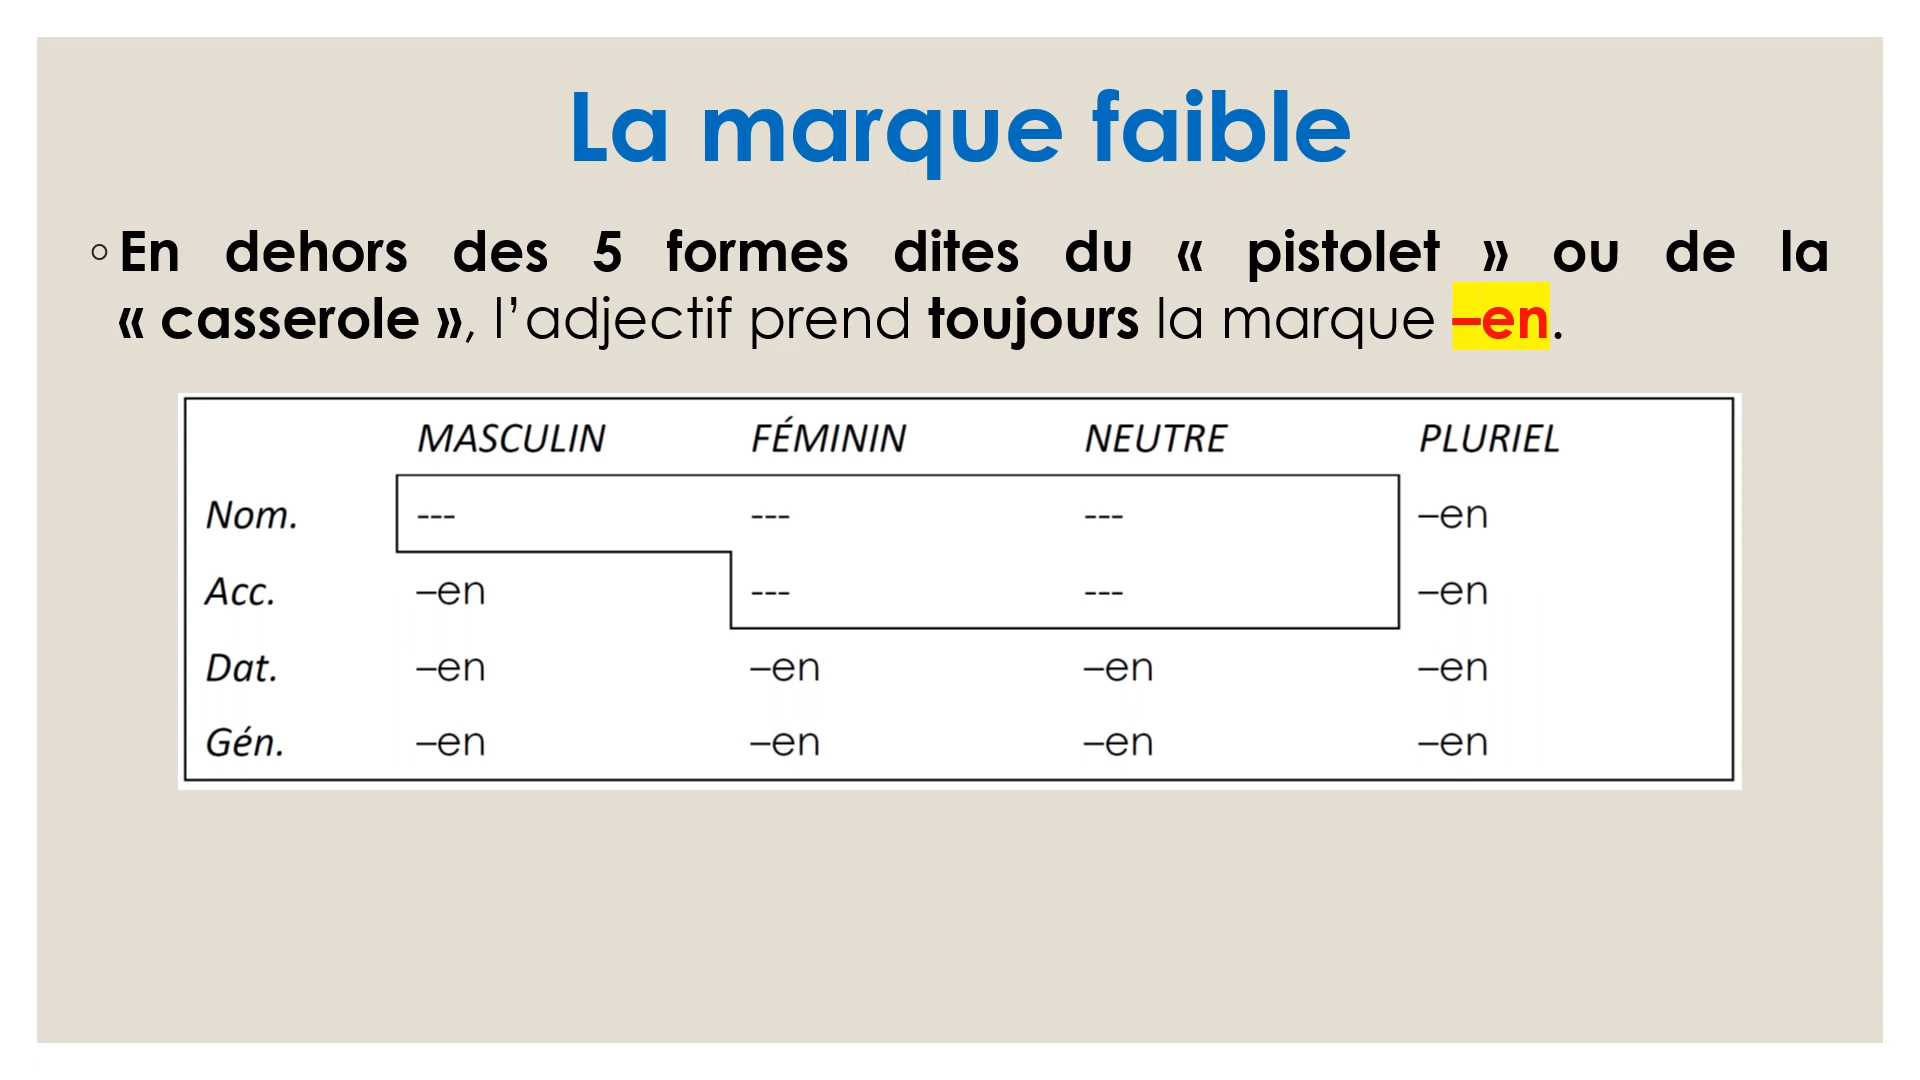 La marque faible
◦ En dehors des 5 formes dites du « pistolet » ou de la
« casserole », l’adjectif prend toujours la marque –en.
MASCULIN FÉMININ NEUTRE PLURIEL
Nom. --- --- --- –en
Acc. –en --- --- –en
Dat. –en –en –en –en
Gén. –en –en –en –en